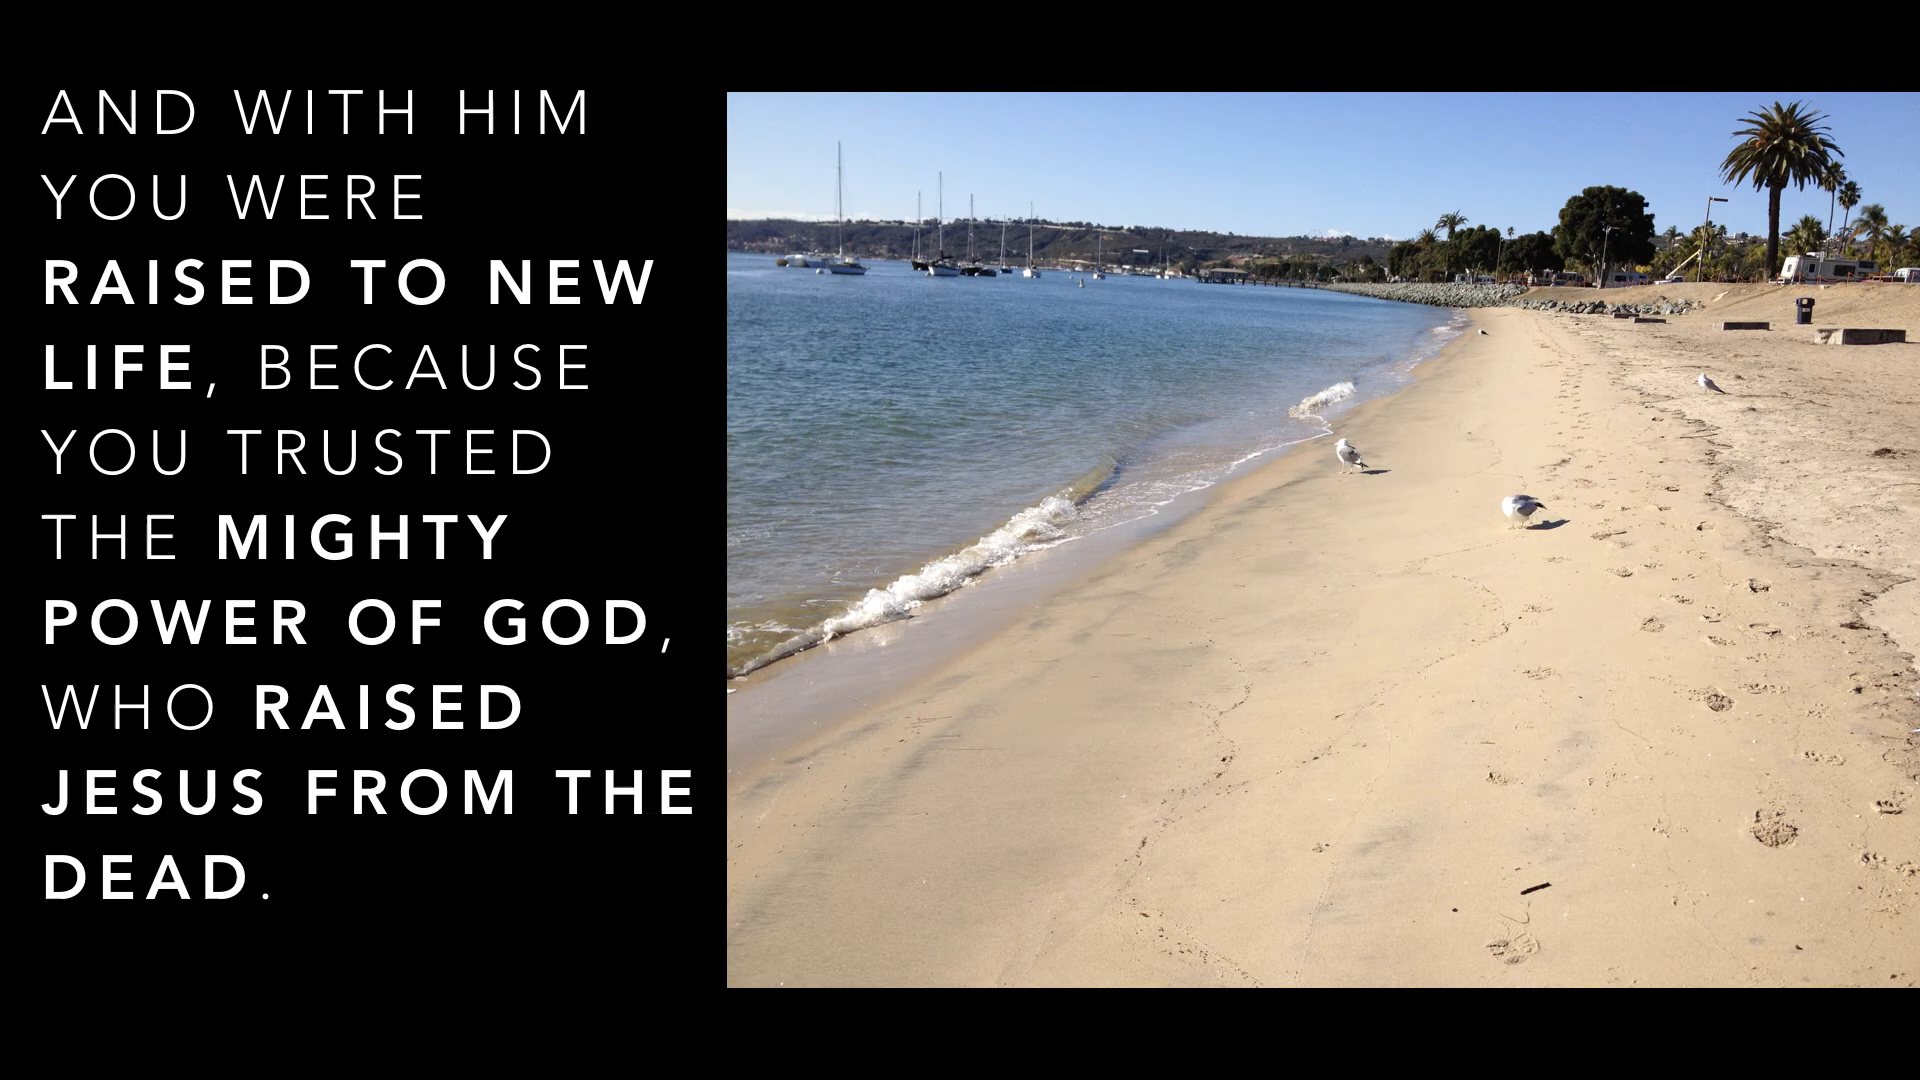 AND WITH HIM
YOU WERE
RAISED TO NEW
LIFE, BECAUSE
YOU TRUSTED
THE MIGHTY
POWER OF GOD,
WHO RAISED
JESUS FROM THE
DEAD.